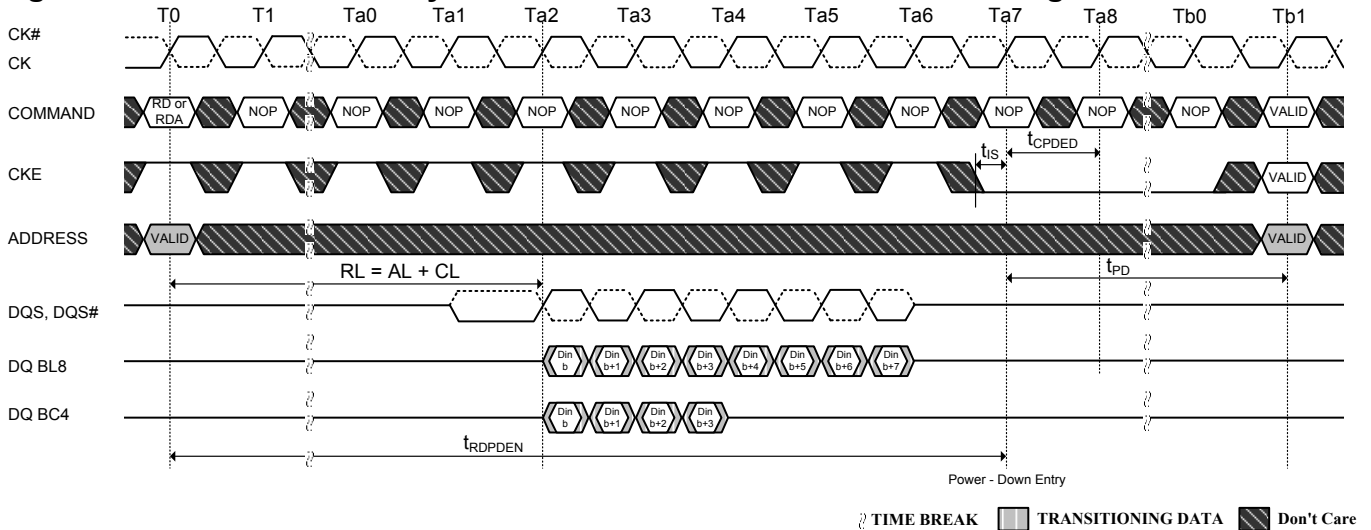 T0 T1 Ta0 Ta1 Ta2 Ta3 Ta4 Ta5 Ta6 Ta7 Ta8 Tb0 Tb1
CK#
CK
COMMAND
RD or
RDA
NOP NOP NOP NOP NOP NOP NOP NOP NOP NOP NOP VALID
tIS
tCPDED
CKE
VALID
ADDRESS
VALID
VALID
RL = AL + CL
tPD
DQS, DQS#
DQ BL8
Din
b
Din
b+1
Din
b+2
Din
b+3
Din
b+4
Din
b+5
Din
b+6
Din
b+7
DQ BC4
Din
b
Din
b+1
Din
b+2
Din
b+3
tRDPDEN
Power - Down Entry
TIME BREAK
TRANSITIONING DATA
Don't Care